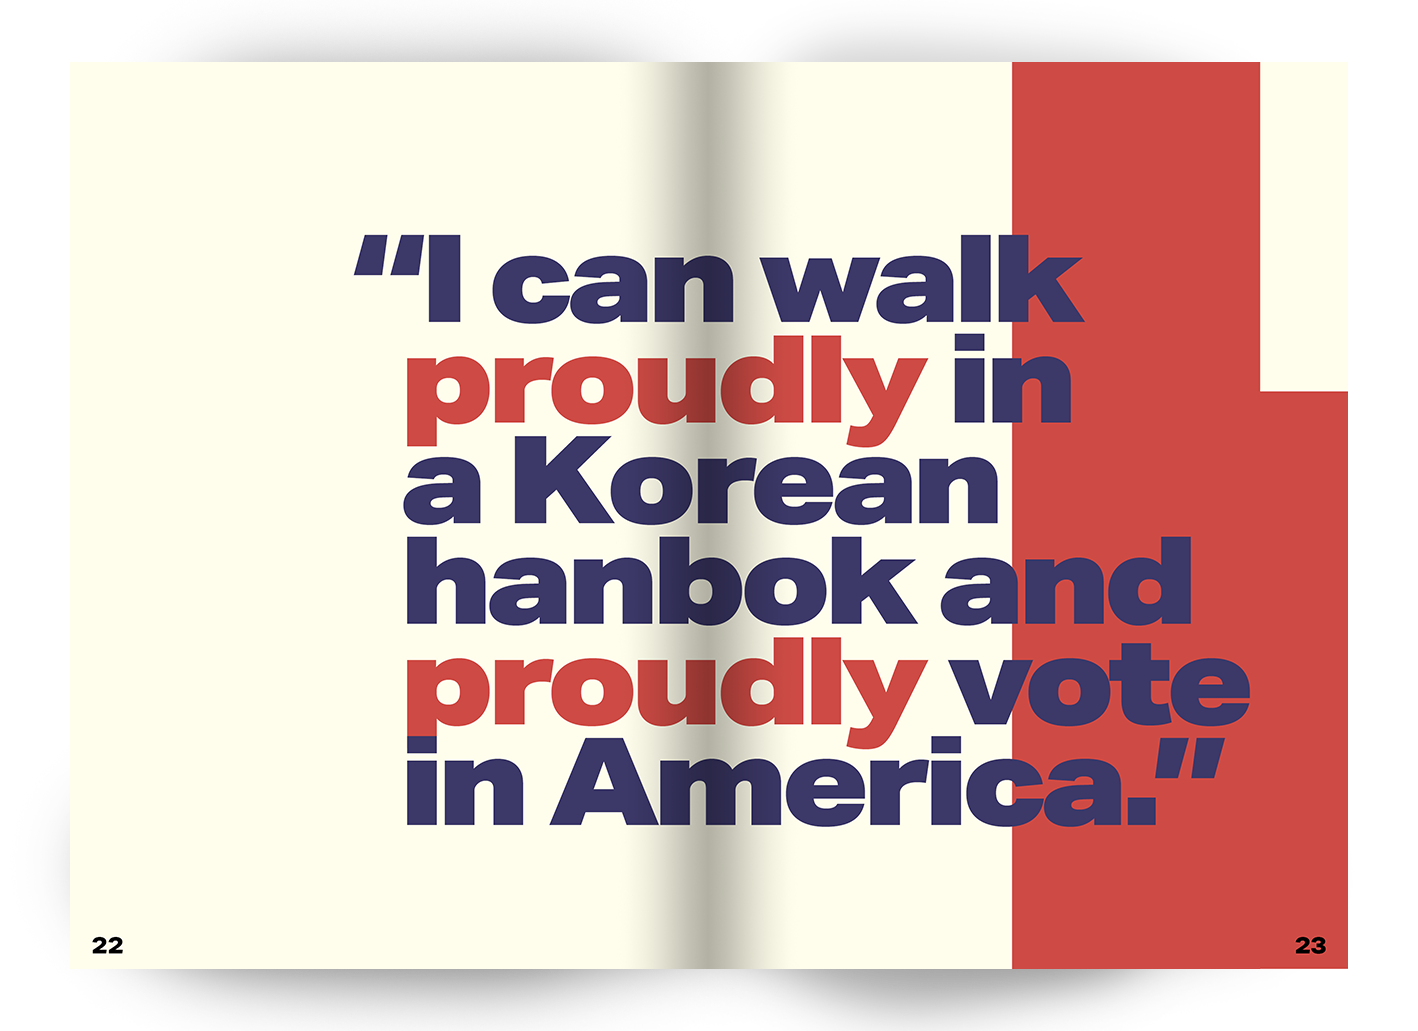 “I can walk
proudly in
a Korean
hanbok and
proudly vote
in America.”
22
23